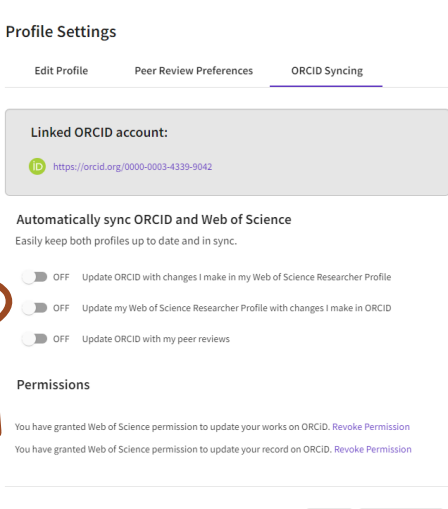 Profile Settings
Edit Profile Peer Review Preferences ORCID Syncing
Linked ORCID account:
iD https://orcid.org/0000-0003-4339-9042
Automatically sync ORCID and Web of Science
Easily keep both profiles up to date and in sync.
OFF Update ORCID with changes I make in my Web of Science Researcher Profile
OFF Update my Web of Science Researcher Profile with changes I make in ORCID
OFF Update ORCID with my peer reviews
Permissions
You have granted Web of Science permission to update your works on ORCiD. Revoke Permission
You have granted Web of Science permission to update your record on ORCiD. Revoke Permission